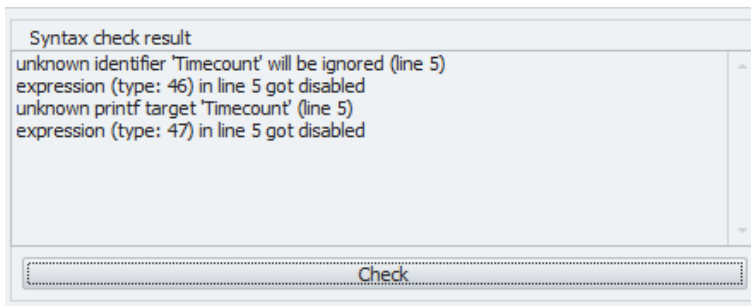 Syntax check result
unknown identifier 'Timecount' will be ignored (line 5)
expression (type: 46) in line 5 got disabled
unknown printf target 'Timecount' (line 5)
expression (type: 47) in line 5 got disabled
Check